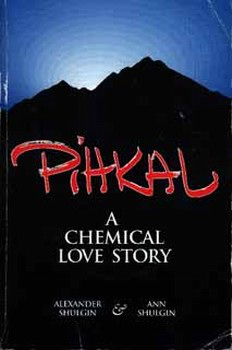 PiHKAL
A
CHEMICAL
LOVE STORY
ALEXANDER
SHULGIN
&
ANN
SHULGIN